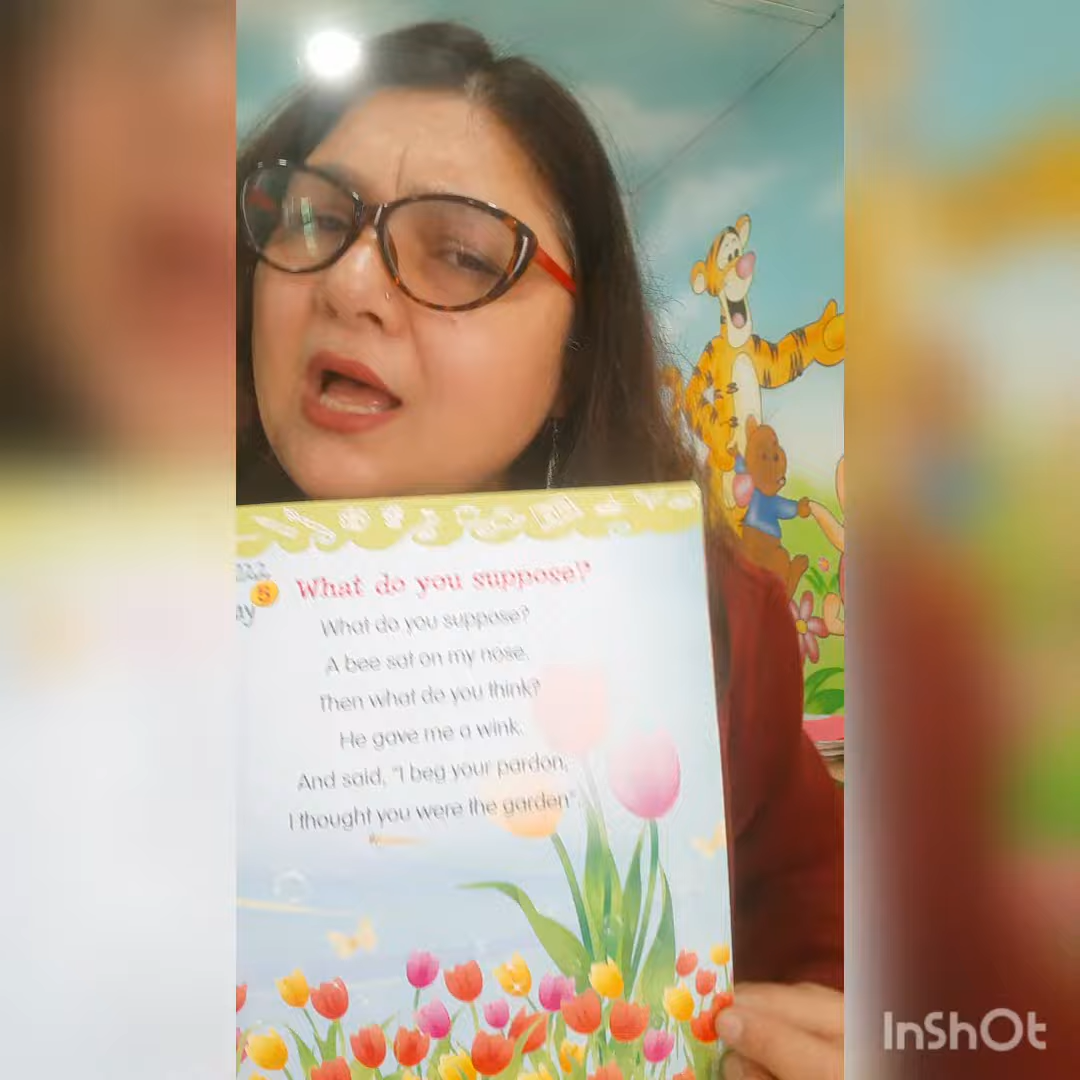 What do you suppose!?
8
What do you suppose?
A bee sat on my nose.
Then what do you think?
He gave me a wink.
And said, "I beg your pardon,
I thought you were the garden"
InShOt